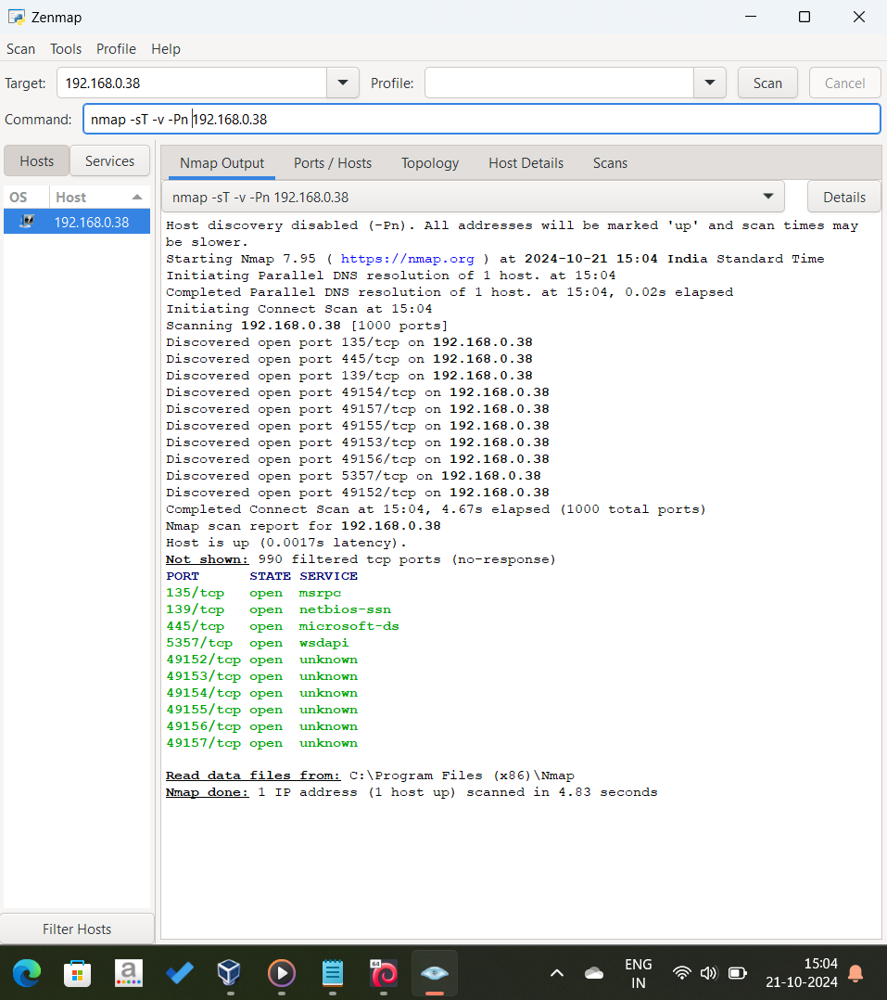 Zenmap
Scan Tools Profile Help
Target: 192.168.0.38 Profile: Scan Cancel
Command: nmap -sT -v -Pn 192.168.0.38
Hosts Services
Nmap Output Ports / Hosts Topology Host Details Scans
OS Host
nmap -sT -v -Pn 192.168.0.38 Details
192.168.0.38
Host discovery disabled (-Pn). All addresses will be marked 'up' and scan times may
be slower.
Starting Nmap 7.95 ( https://nmap.org ) at 2024-10-21 15:04 India Standard Time
Initiating Parallel DNS resolution of 1 host. at 15:04
Completed Parallel DNS resolution of 1 host. at 15:04, 0.02s elapsed
Initiating Connect Scan at 15:04
Scanning 192.168.0.38 [1000 ports]
Discovered open port 135/tcp on 192.168.0.38
Discovered open port 445/tcp on 192.168.0.38
Discovered open port 139/tcp on 192.168.0.38
Discovered open port 49154/tcp on 192.168.0.38
Discovered open port 49157/tcp on 192.168.0.38
Discovered open port 49155/tcp on 192.168.0.38
Discovered open port 49153/tcp on 192.168.0.38
Discovered open port 49156/tcp on 192.168.0.38
Discovered open port 5357/tcp on 192.168.0.38
Discovered open port 49152/tcp on 192.168.0.38
Completed Connect Scan at 15:04, 4.67s elapsed (1000 total ports)
Nmap scan report for 192.168.0.38
Host is up (0.0017s latency).
Not shown: 990 filtered tcp ports (no-response)
PORT STATE SERVICE
135/tcp open msrpc
139/tcp open netbios-ssn
445/tcp open microsoft-ds
5357/tcp open wsdapi
49152/tcp open unknown
49153/tcp open unknown
49154/tcp open unknown
49155/tcp open unknown
49156/tcp open unknown
49157/tcp open unknown
Read data files from: C:\Program Files (x86)\Nmap
Nmap done: 1 IP address (1 host up) scanned in 4.83 seconds
Filter Hosts
a
64
ENG
IN
15:04
21-10-2024